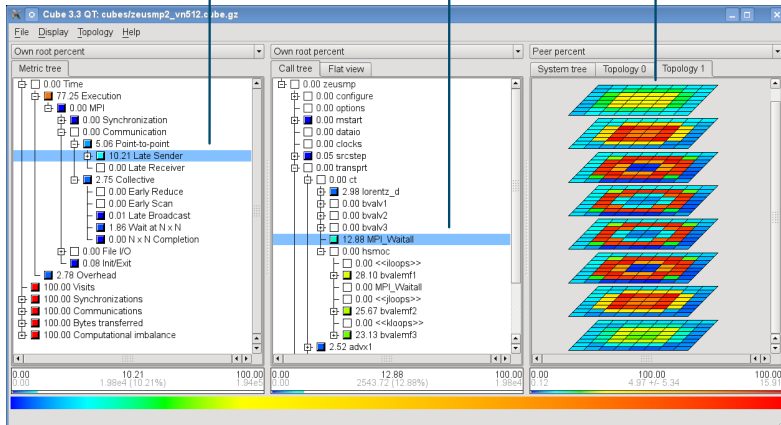 Cube 3.3 QT: cubes/zeusmp2_vn512.cube.gz
File Display Topology Help
Own root percent
Metric tree
0.00 Time
77.25 Execution
0.00 MPI
0.00 Synchronization
0.00 Communication
5.06 Point-to-point
10.21 Late Sender
0.00 Late Receiver
2.75 Collective
0.00 Early Reduce
0.00 Early Scan
0.01 Late Broadcast
1.86 Wait at N x N
0.00 N x N Completion
0.00 File I/O
0.08 Init/Exit
2.78 Overhead
100.00 Visits
100.00 Synchronizations
100.00 Communications
100.00 Bytes transferred
100.00 Computational imbalance
0.00 10.21 100.00
0.00 1.98e4 (10.21%) 1.94e5
Own root percent
Call tree Flat view
0.00 zeusmp
0.00 configure
0.00 options
0.00 mstart
0.00 dataio
0.00 clocks
0.05 srcstep
0.00 transprt
0.00 ct
2.98 lorentz_d
0.00 bvalv1
0.00 bvalv2
0.00 bvalv3
12.88 MPI_Waitall
0.00 hsmoc
0.00 <<iloops>>
28.10 bvalemf1
0.00 MPI_Waitall
0.00 <<jloops>>
25.67 bvalemf2
0.00 <<kloops>>
23.13 bvalemf3
2.52 advx1
0.00 12.88 100.00
0.00 2543.72 (12.88%) 1.98e4
Peer percent
System tree Topology 0 Topology 1
0.00 100.00 100.00
0.12 4.97 +/- 5.34 15.91